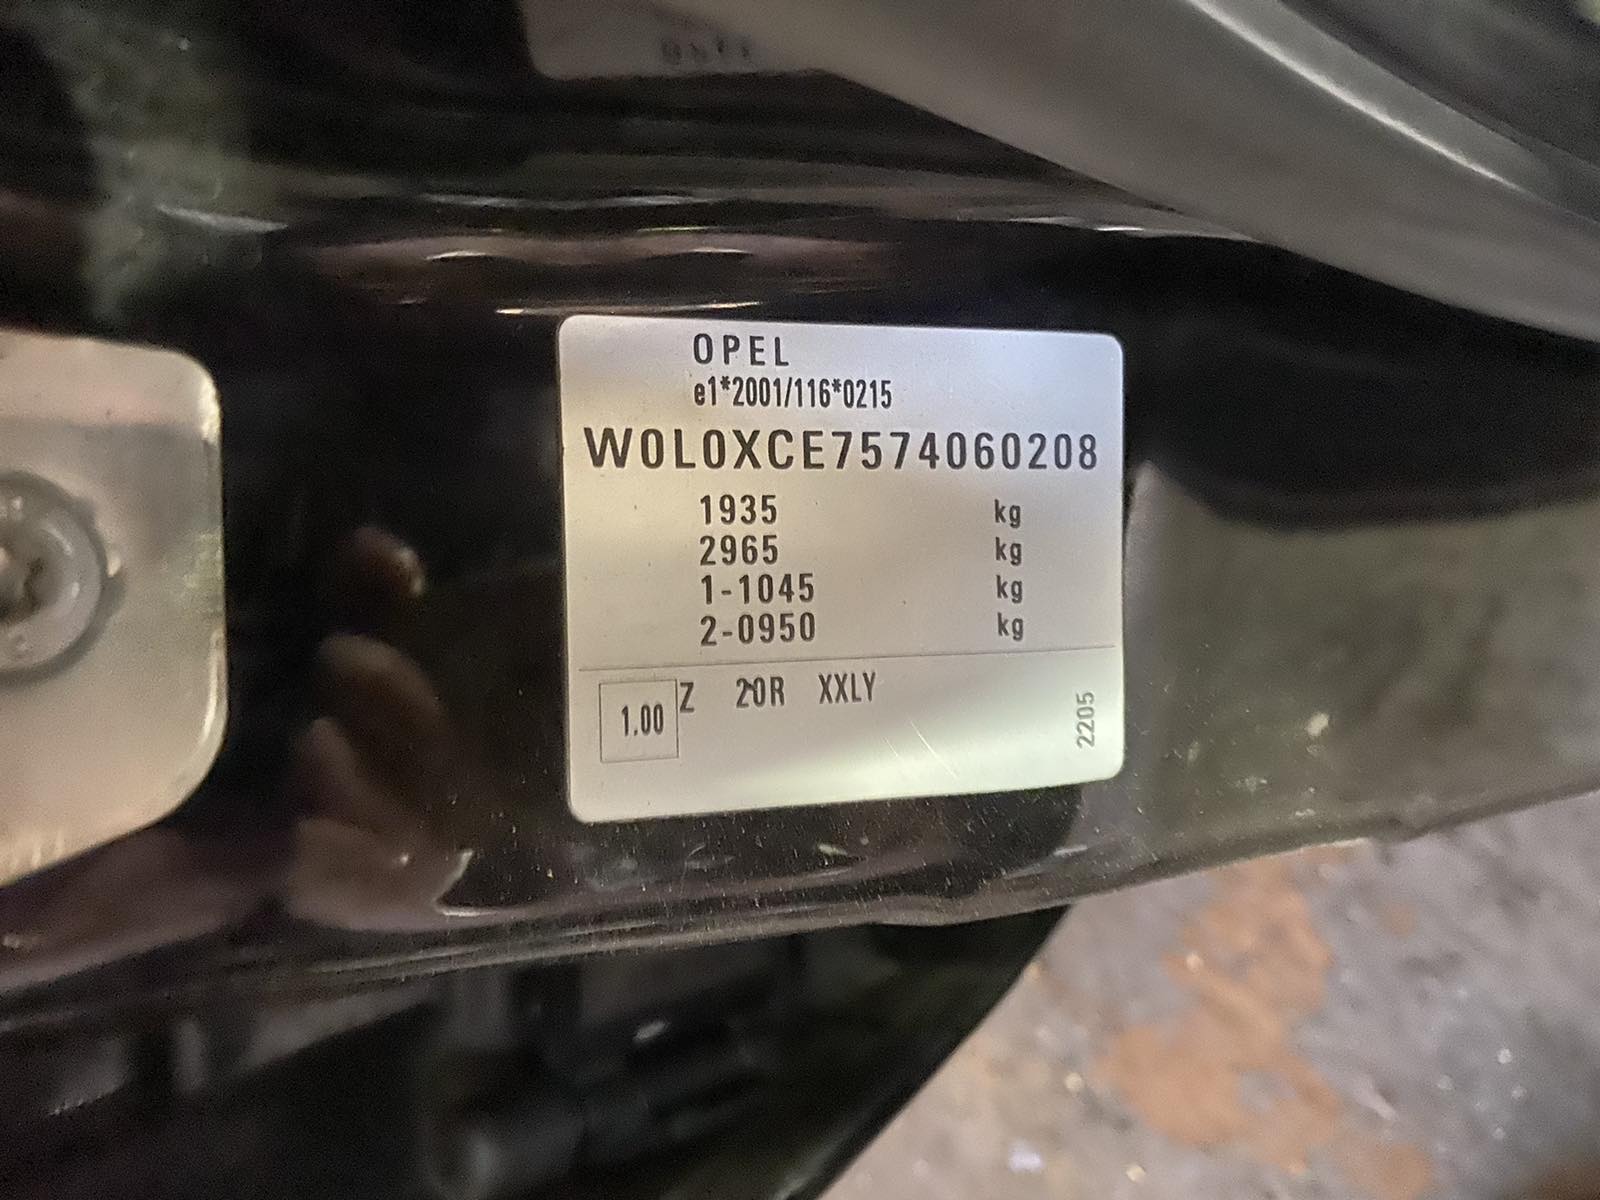 OPEL
e1*2001/116*0215
W0L0XCE7574060208
1935 kg
2965 kg
1-1045 kg
2-0950 kg
1.00 Z 20R XXLY
2205